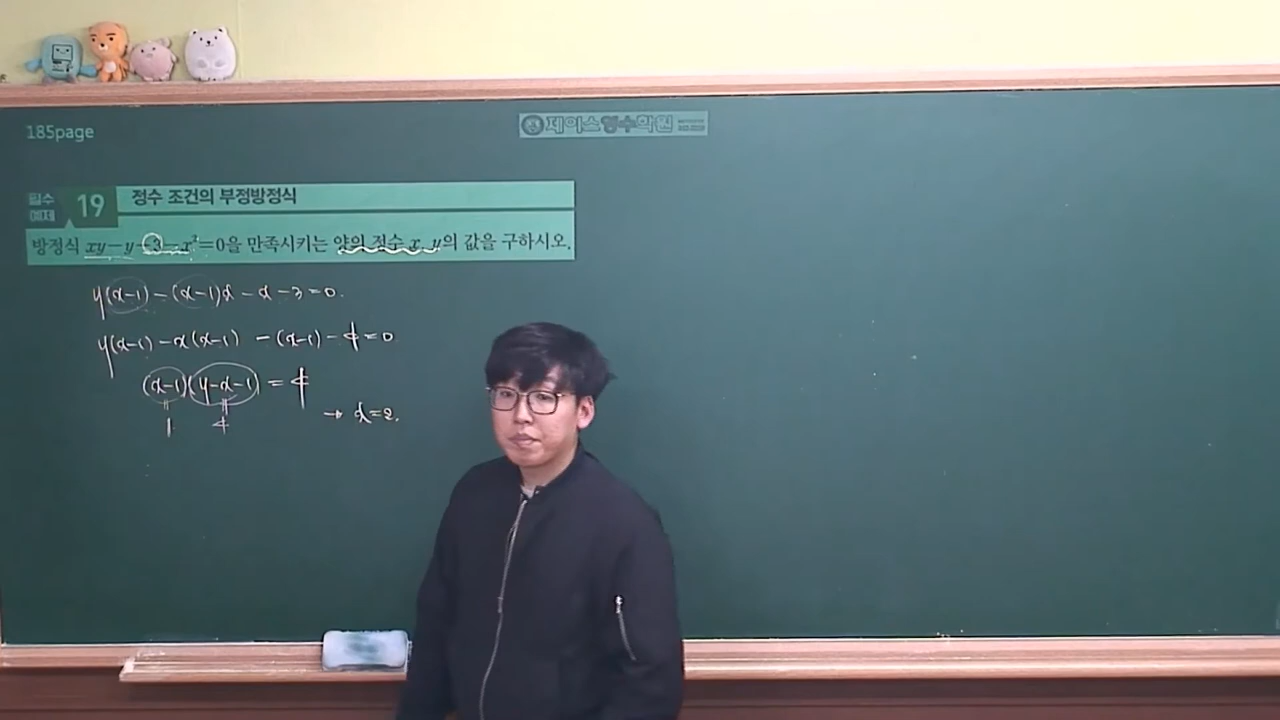 185page
제이스영수학원
필수 예제 19 정수 조건의 부정방정식
방정식 xy-y-3-x²=0을 만족시키는 양의 정수 x, y의 값을 구하시오.
y(x-1)-(x-1)x-x-3=0.
y(x-1)-x(x-1) -(x-1)-4=0
(x-1)(y-x-1)=4
→ x=2.
1 4